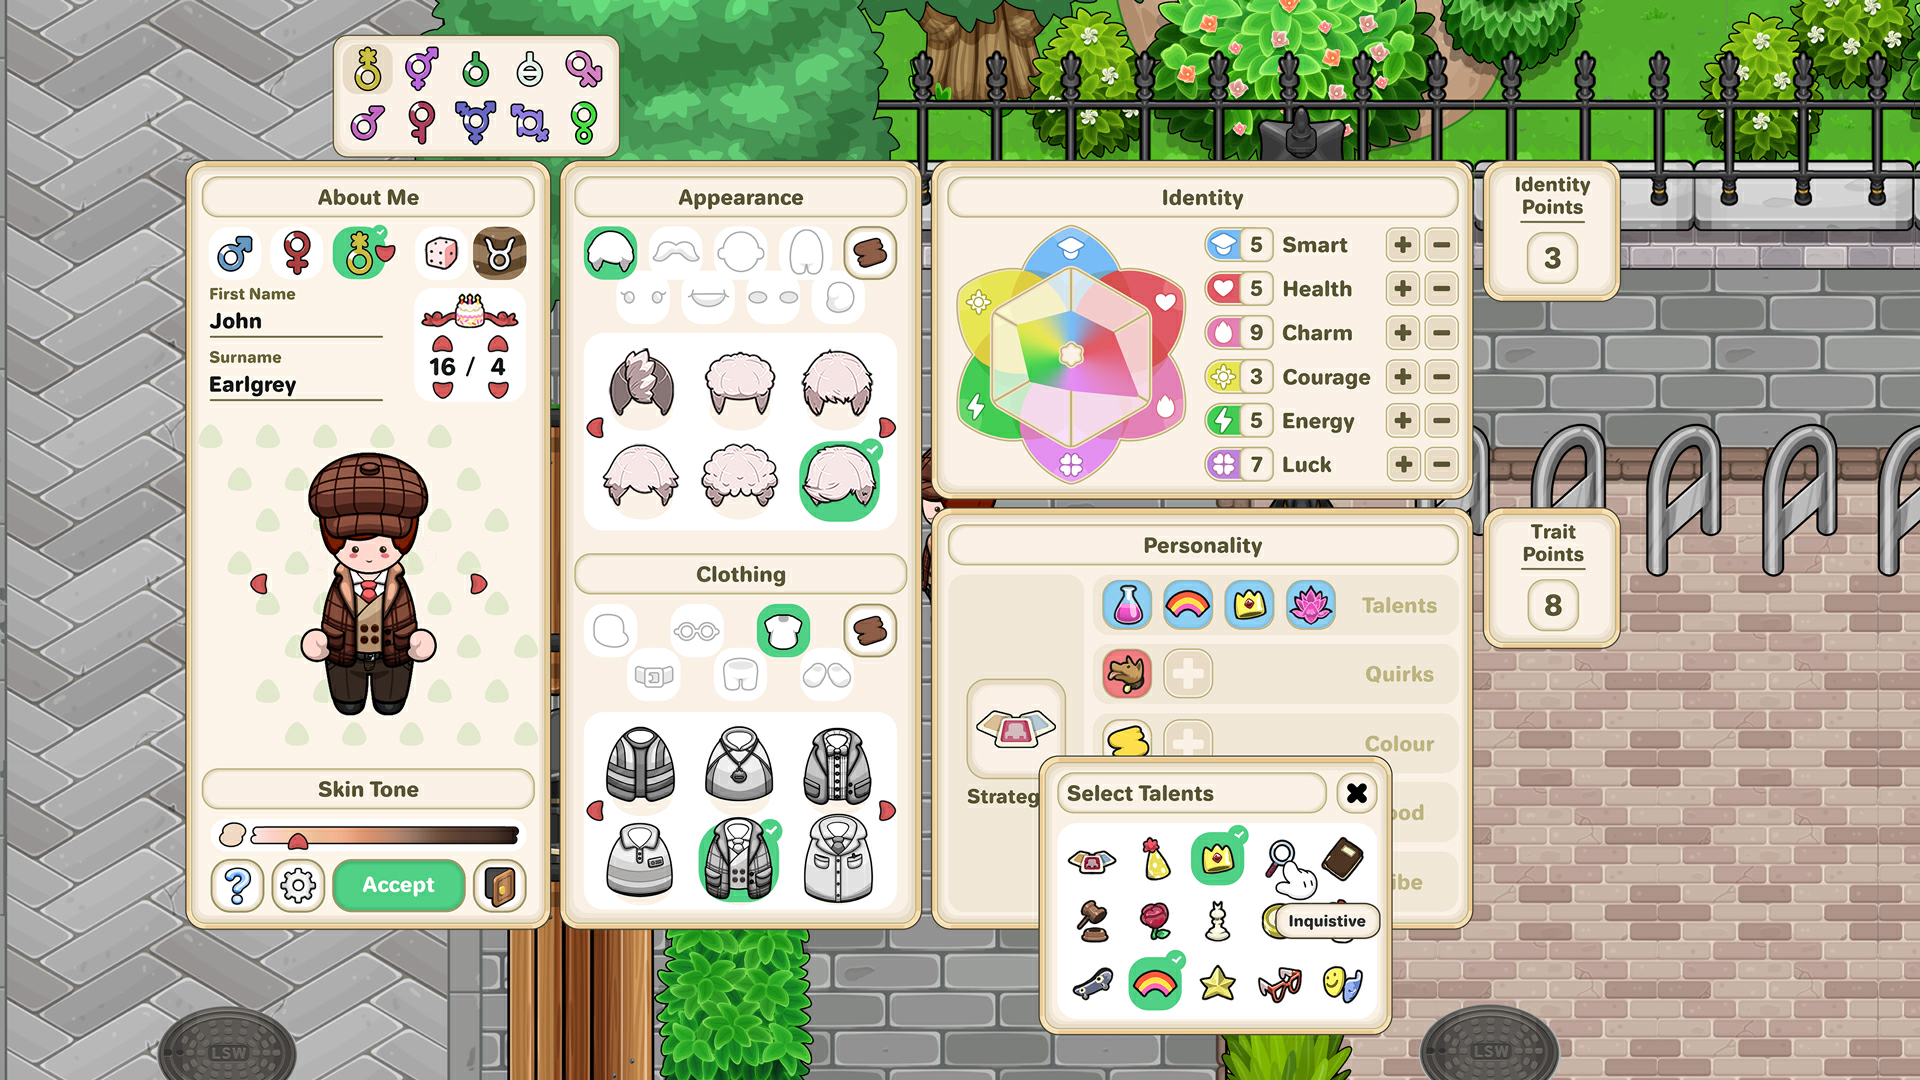 About Me
First Name
John
Surname
Earlgrey
16 / 4
Skin Tone
?
Accept
Appearance
Clothing
Identity
5 Smart + −
5 Health + −
9 Charm + −
3 Courage + −
5 Energy + −
7 Luck + −
Identity
Points
3
Personality
Talents
Quirks
Colour
Trait
Points
8
Select Talents
Inquistive
LSW
LSW